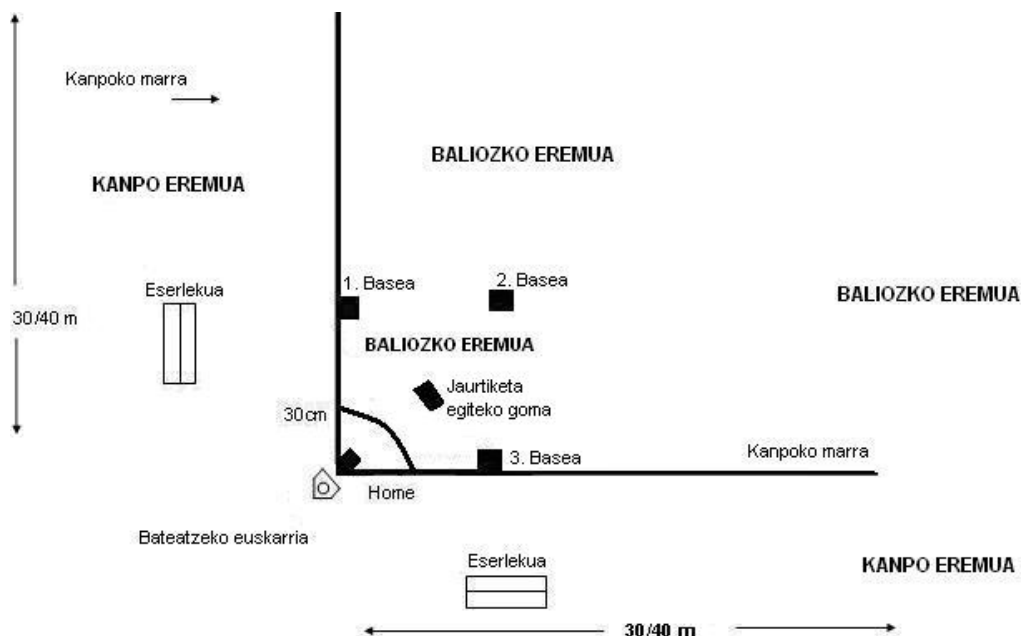 Kanpoko marra
BALIOZKO EREMUA
KANPO EREMUA
1. Basea
2. Basea
Eserlekua
BALIOZKO EREMUA
30/40 m
BALIOZKO EREMUA
Jaurtiketa
egiteko goma
30cm
Kanpoko marra
3. Basea
Home
Bateatzeko euskarria
Eserlekua
KANPO EREMUA
30/40 m